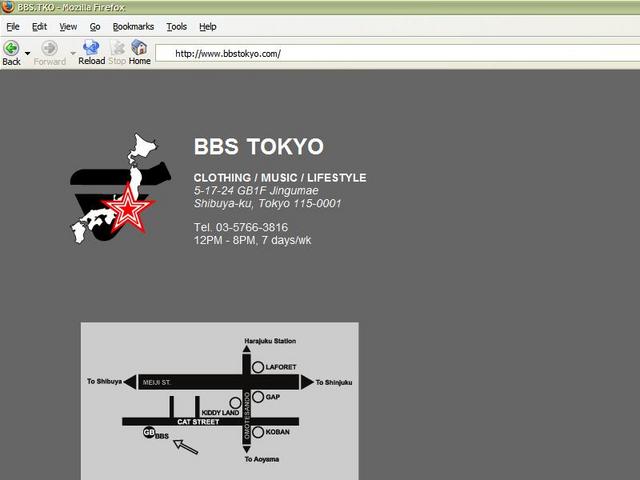 BBS.TKO - Mozilla Firefox
File Edit View Go Bookmarks Tools Help
Back Forward Reload Stop Home
http://www.bbstokyo.com/
BBS TOKYO
CLOTHING / MUSIC / LIFESTYLE
5-17-24 GB1F Jingumae
Shibuya-ku, Tokyo 115-0001
Tel. 03-5766-3816
12PM - 8PM, 7 days/wk
Harajuku Station
LAFORET
To Shibuya
MEIJI ST.
To Shinjuku
GAP
KIDDY LAND
OMOTESANDO
CAT STREET
GB
BBS
KOBAN
To Aoyama